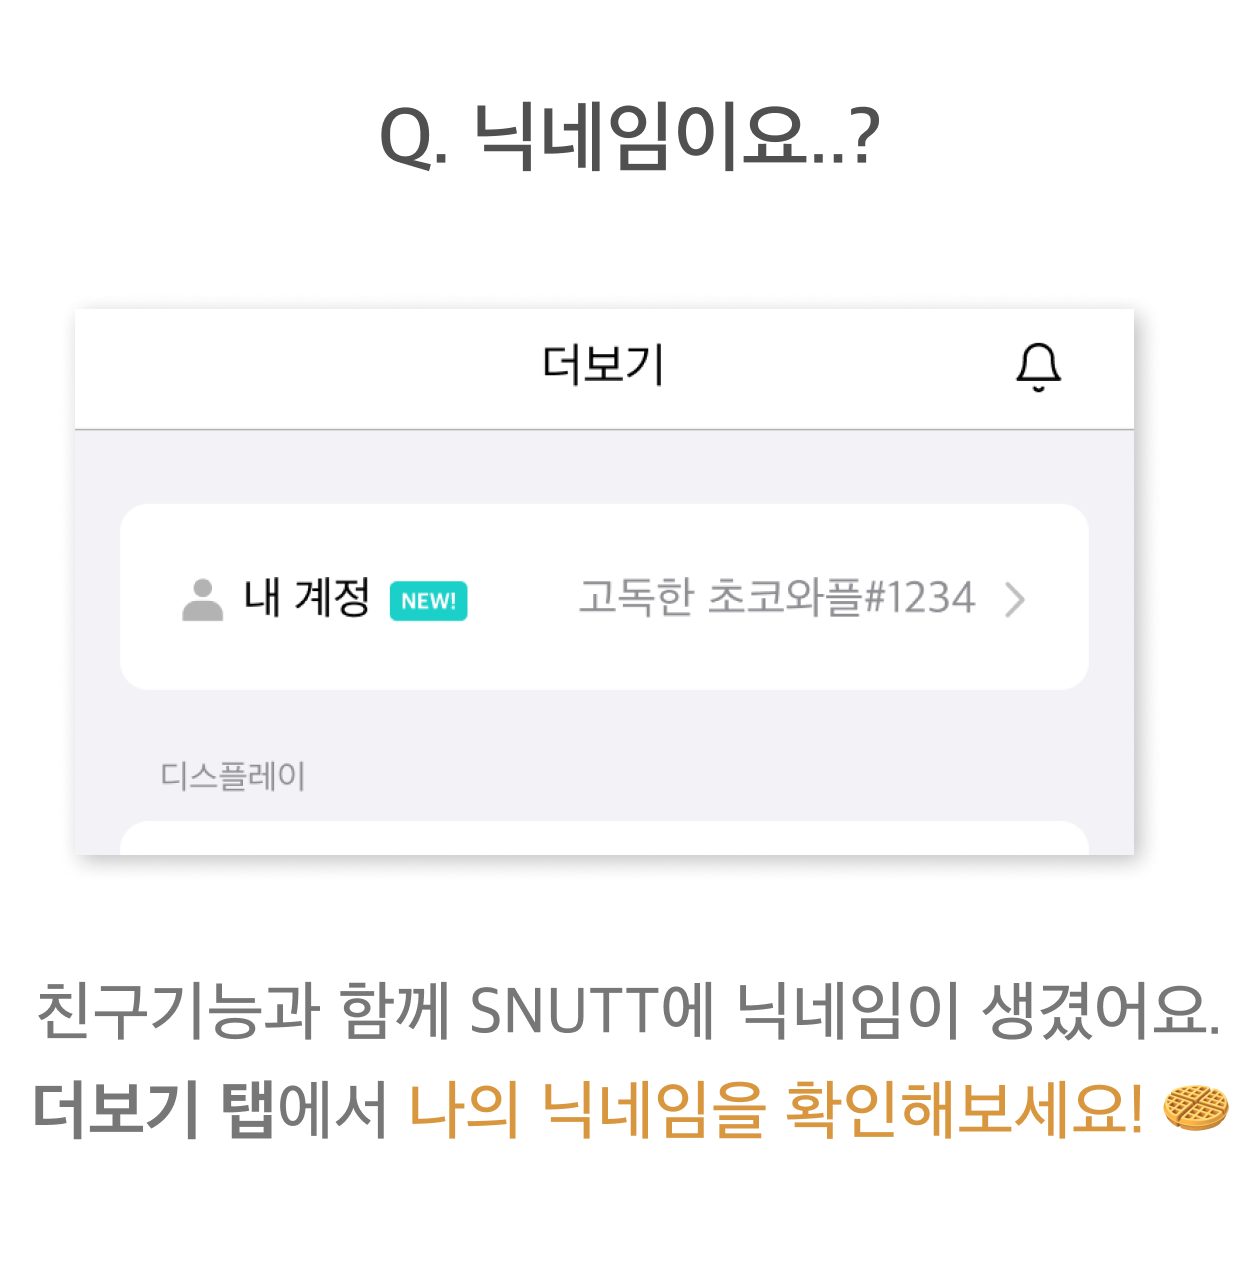 Q. 닉네임이요..?
더보기
내 계정 NEW! 고독한 초코와플#1234
디스플레이
친구기능과 함께 SNUTT에 닉네임이 생겼어요.
더보기 탭에서 나의 닉네임을 확인해보세요! 🧇